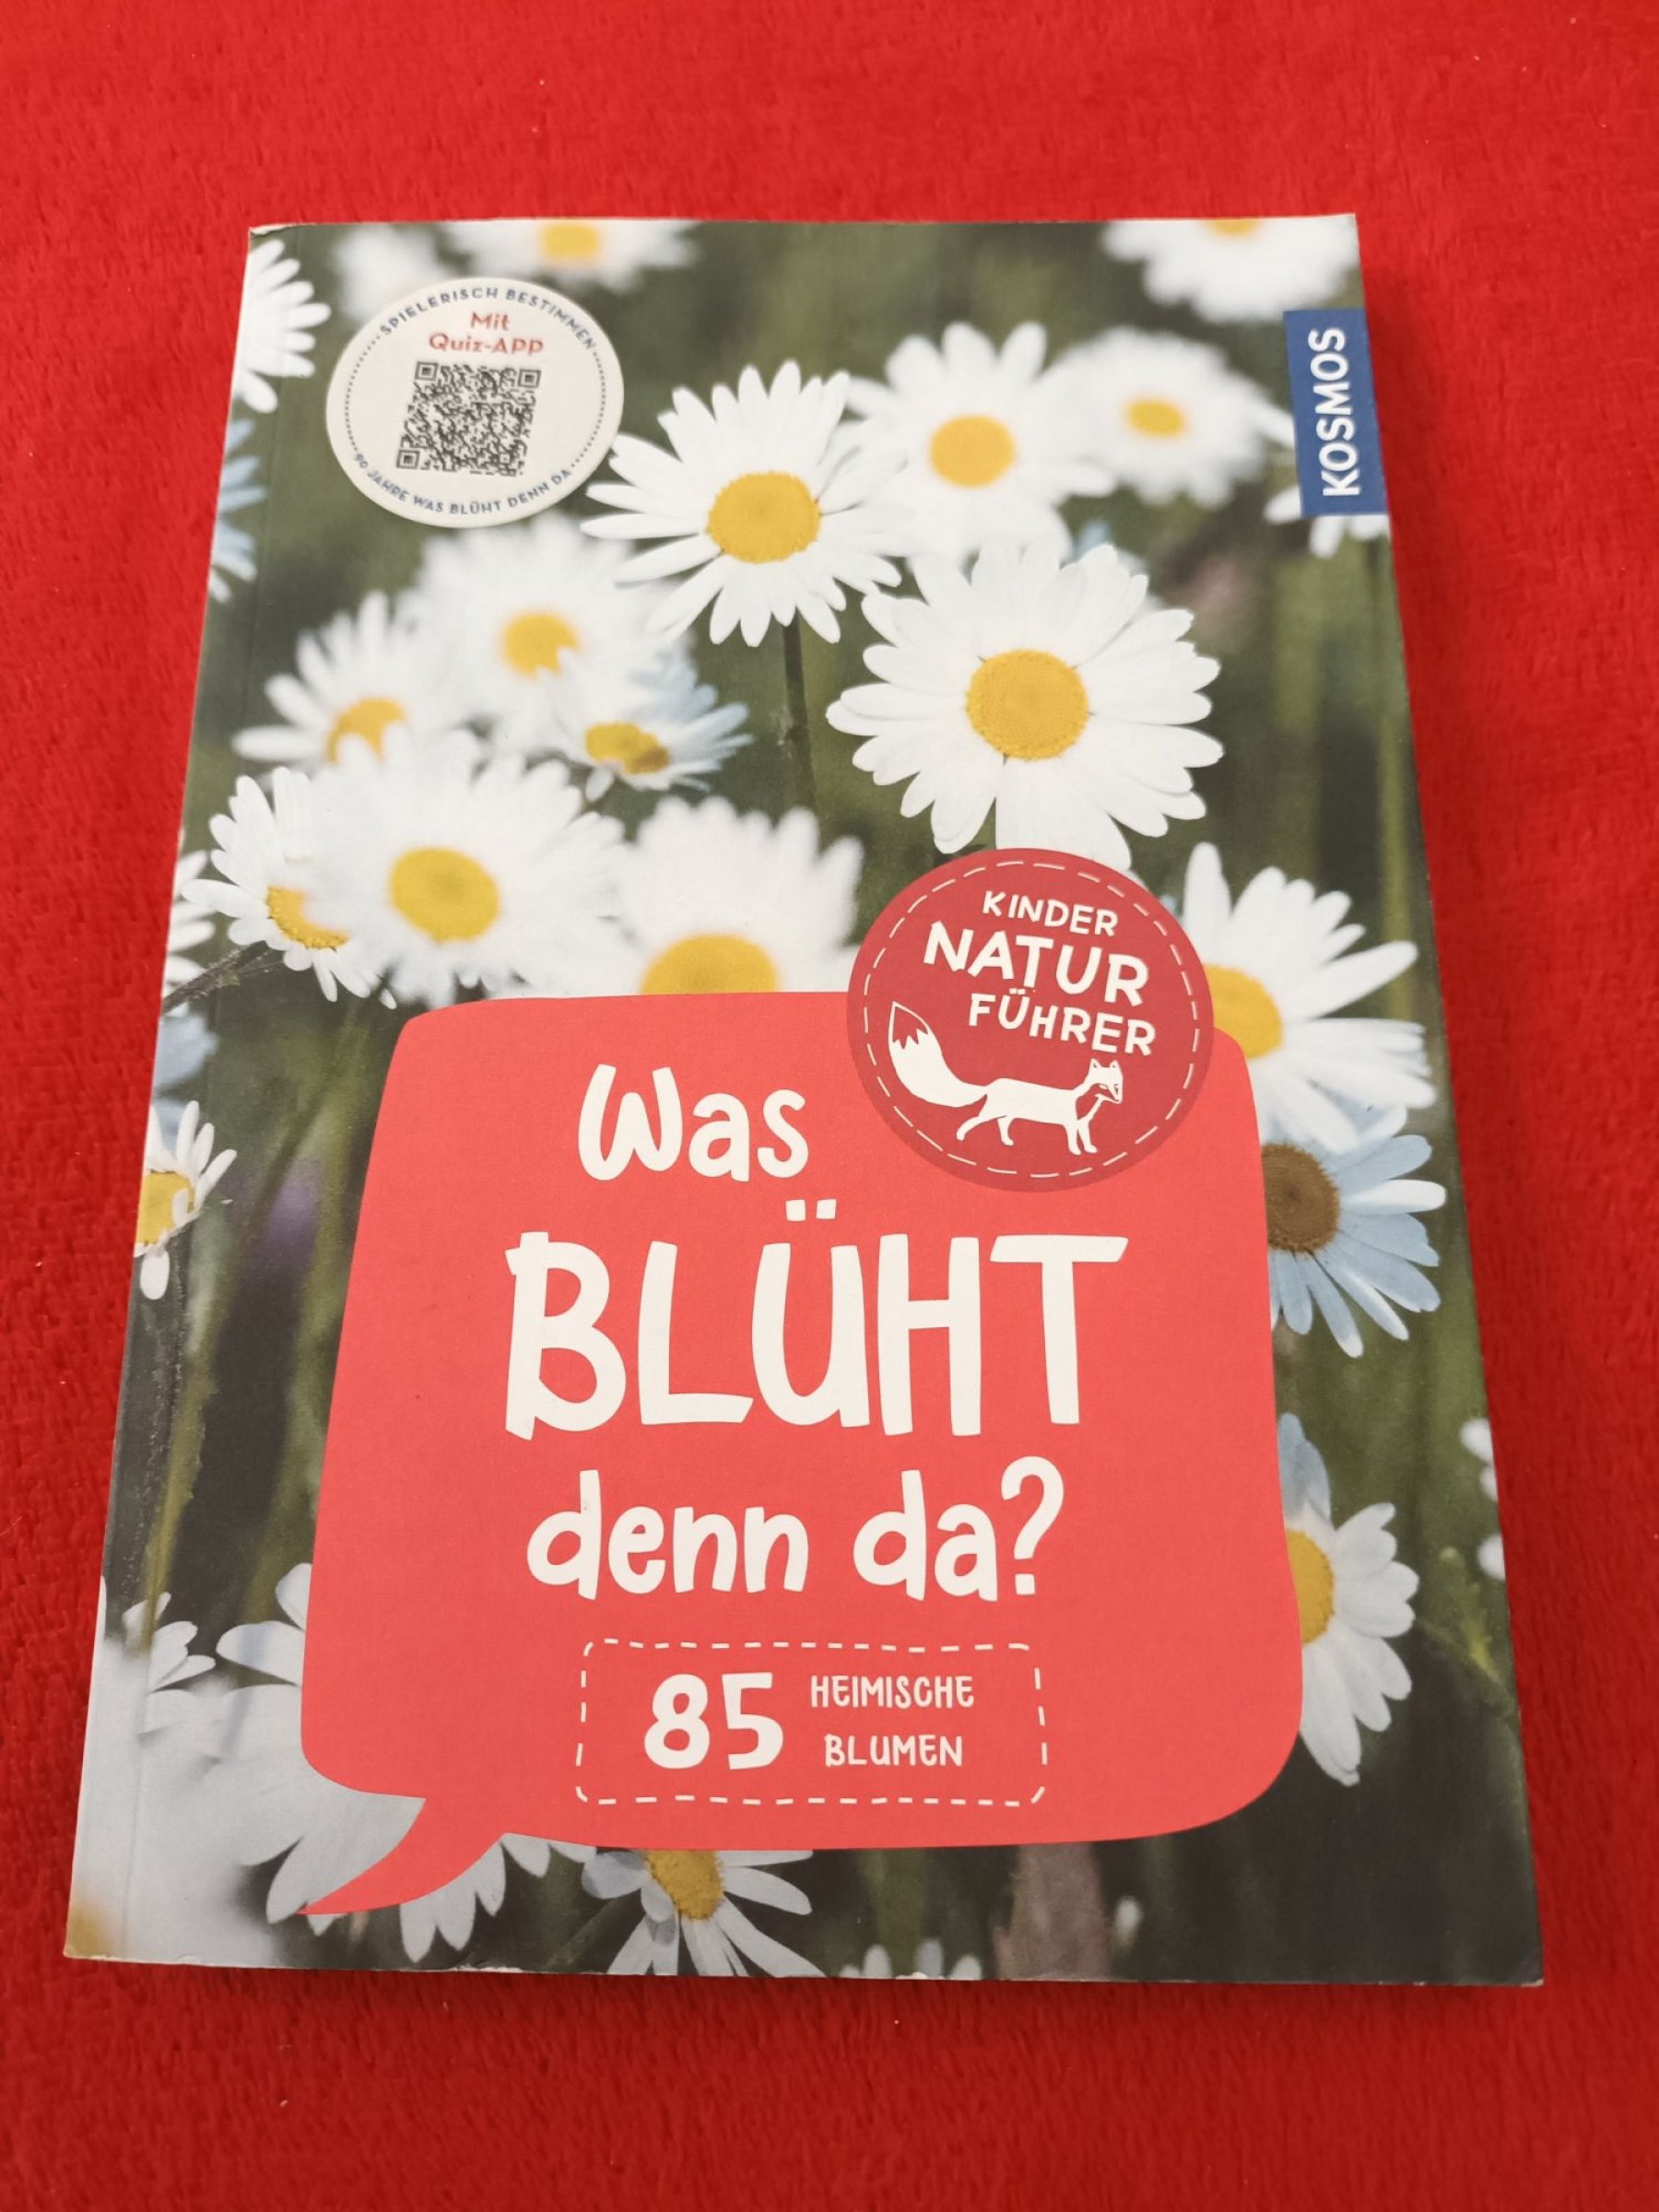 SPIELERISCH BESTIMMEN
Mit
Quiz-APP
90 JAHRE WAS BLÜHT DENN DA
KOSMOS
KINDER
NATUR
FÜHRER
Was
BLÜHT
denn da?
85 HEIMISCHE
BLUMEN